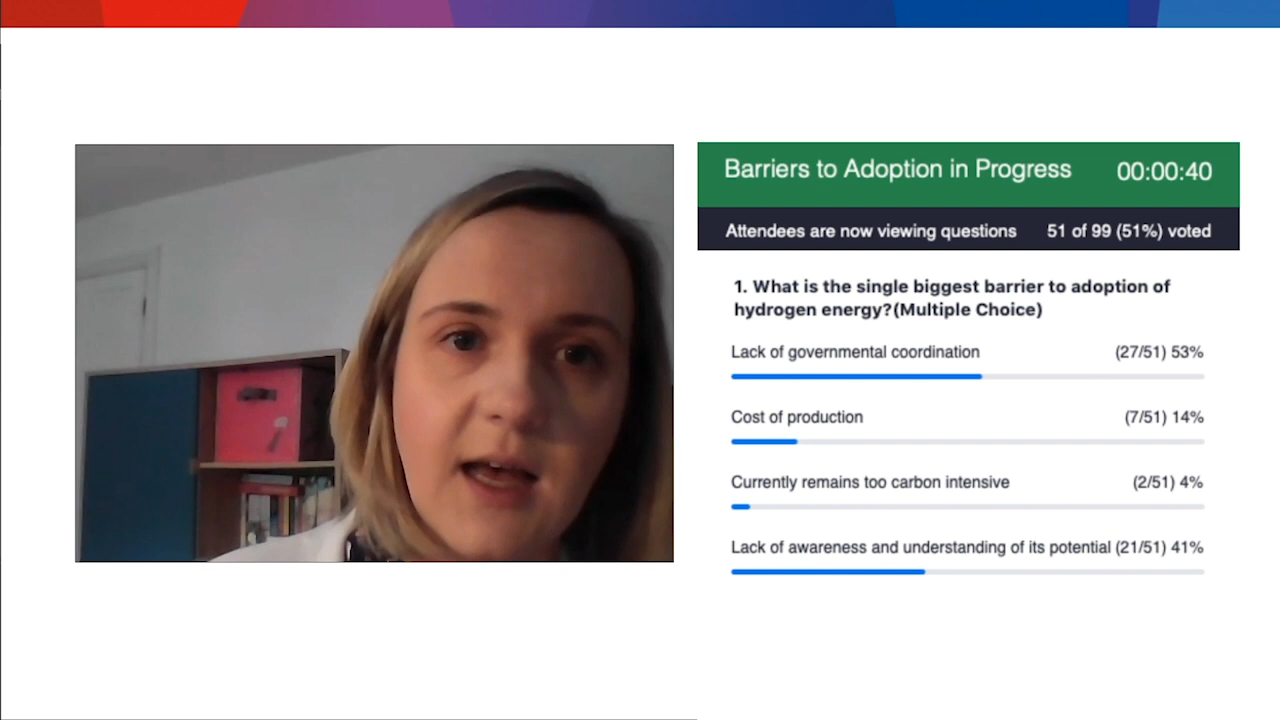 Barriers to Adoption in Progress 00:00:40
Attendees are now viewing questions 51 of 99 (51%) voted
1. What is the single biggest barrier to adoption of
hydrogen energy?(Multiple Choice)
Lack of governmental coordination (27/51) 53%
Cost of production (7/51) 14%
Currently remains too carbon intensive (2/51) 4%
Lack of awareness and understanding of its potential (21/51) 41%